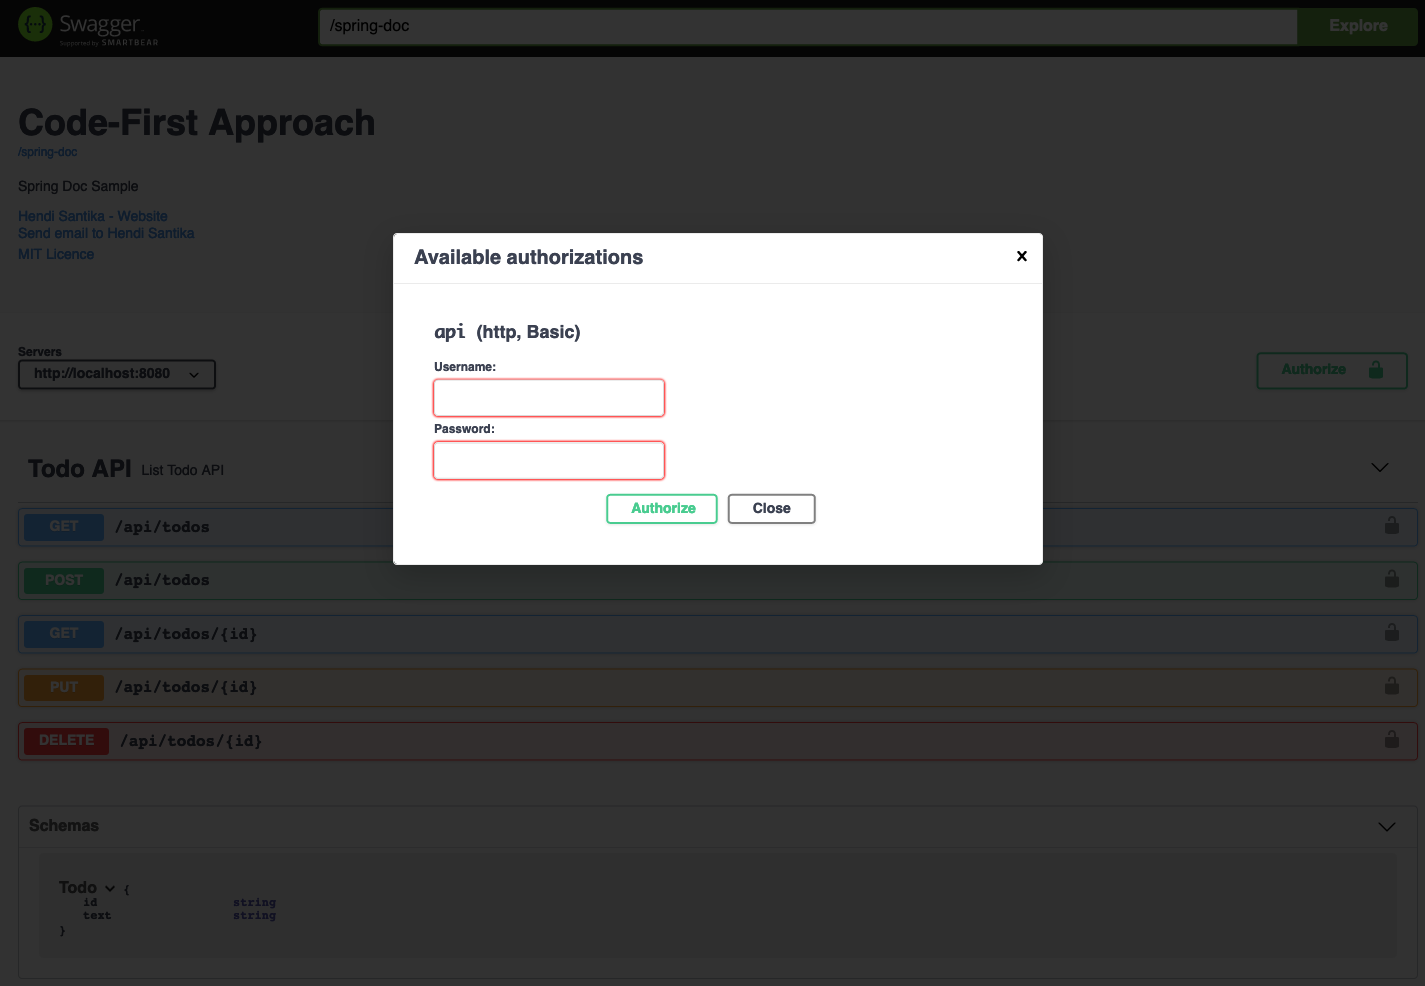 Swagger
Supported by SMARTBEAR
/spring-doc
Explore
Code-First Approach
/spring-doc
Spring Doc Sample
Hendi Santika - Website
Send email to Hendi Santika
MIT Licence
Available authorizations
x
api (http, Basic)
Username:
Password:
Authorize
Close
Servers
http://localhost:8080
Authorize
Todo API List Todo API
GET /api/todos
POST /api/todos
GET /api/todos/{id}
PUT /api/todos/{id}
DELETE /api/todos/{id}
Schemas
Todo {
id string
text string
}